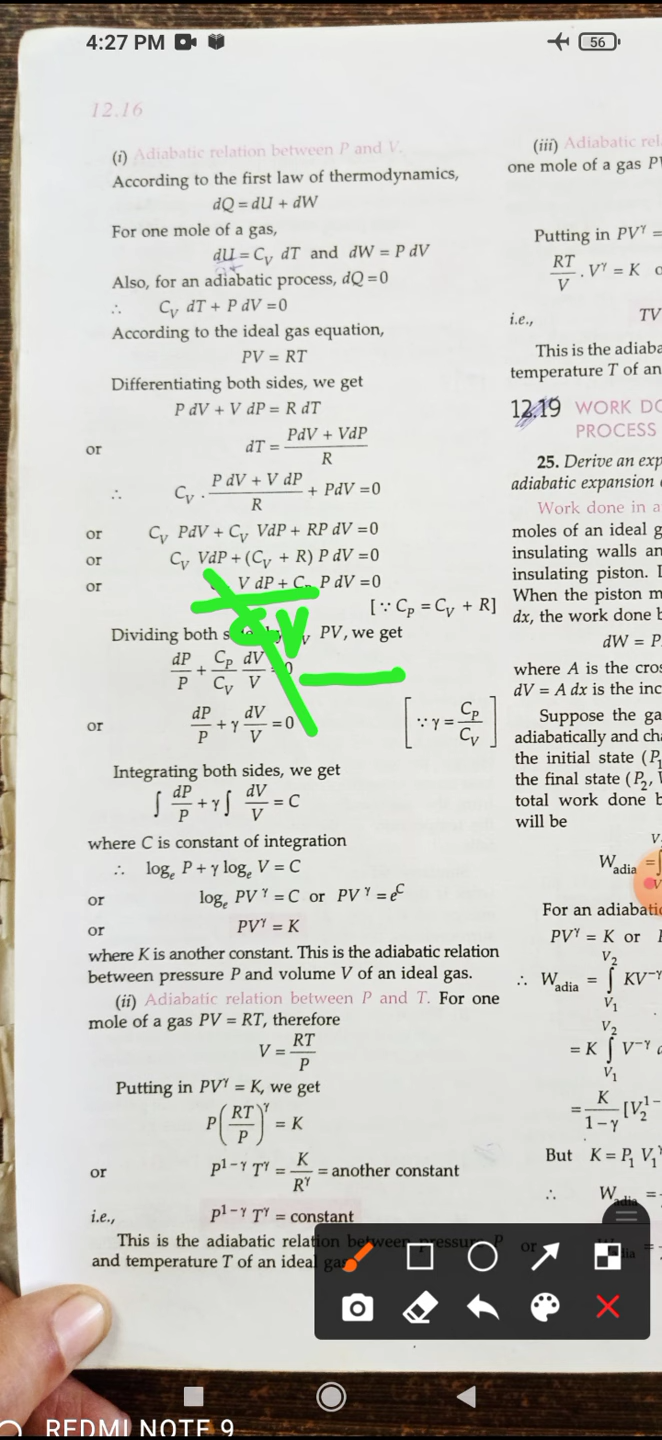 4:27 PM
56
12.16
(i) Adiabatic relation between P and V.
According to the first law of thermodynamics,
dQ = dU + dW
For one mole of a gas,
dU = C_V dT and dW = P dV
Also, for an adiabatic process, dQ = 0
∴ C_V dT + P dV = 0
According to the ideal gas equation,
PV = RT
Differentiating both sides, we get
P dV + V dP = R dT
or dT = (PdV + VdP)/R
∴ C_V . (P dV + V dP)/R + PdV = 0
or C_V PdV + C_V VdP + RP dV = 0
or C_V VdP + (C_V + R) P dV = 0
or V dP + C_P P dV = 0
[∵ C_P = C_V + R]
CV
Dividing both PV, we get
dP/P + C_P/C_V dV/V = 0
or dP/P + γ dV/V = 0 [∵ γ = C_P/C_V]
Integrating both sides, we get
∫ dP/P + γ ∫ dV/V = C
where C is constant of integration
∴ log_e P + γ log_e V = C
or log_e PV^γ = C or PV^γ = e^C
or PV^γ = K
where K is another constant. This is the adiabatic relation
between pressure P and volume V of an ideal gas.
(ii) Adiabatic relation between P and T. For one
mole of a gas PV = RT, therefore
V = RT/P
Putting in PV^γ = K, we get
P(RT/P)^γ = K
or P^(1-γ) T^γ = K/R^γ = another constant
i.e., P^(1-γ) T^γ = constant
This is the adiabatic relation between pressure P
and temperature T of an ideal gas
(iii) Adiabatic
one mole of a gas
Putting in PV^γ =
RT/V . V^γ = K
i.e., TV
This is the
temperature T of an
12.19 WORK
PROCESS
25. Derive an
adiabatic expansion
Work done in
moles of an ideal
insulating walls
insulating piston.
When the piston
dx, the work done
dW = P
where A is the
dV = A dx is the
Suppose the
adiabatically and
the initial state (P_1
the final state (P_2,
total work done
will be
W_adia = ∫
For an
PV^γ = K or
∴ W_adia = ∫_V1^V2 KV^-γ
= K ∫_V1^V2 V^-γ
= K/(1-γ) [V_2^1-
But K = P_1 V_1^γ
∴ W_adia =
or =
REDMI NOTE 9